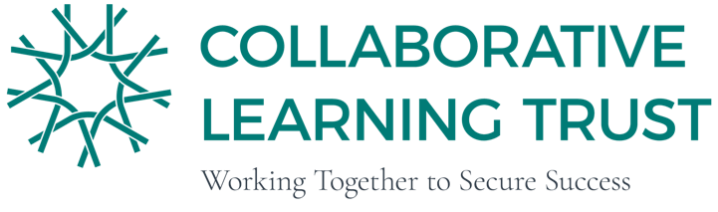 COLLABORATIVE
LEARNING TRUST
Working Together to Secure Success